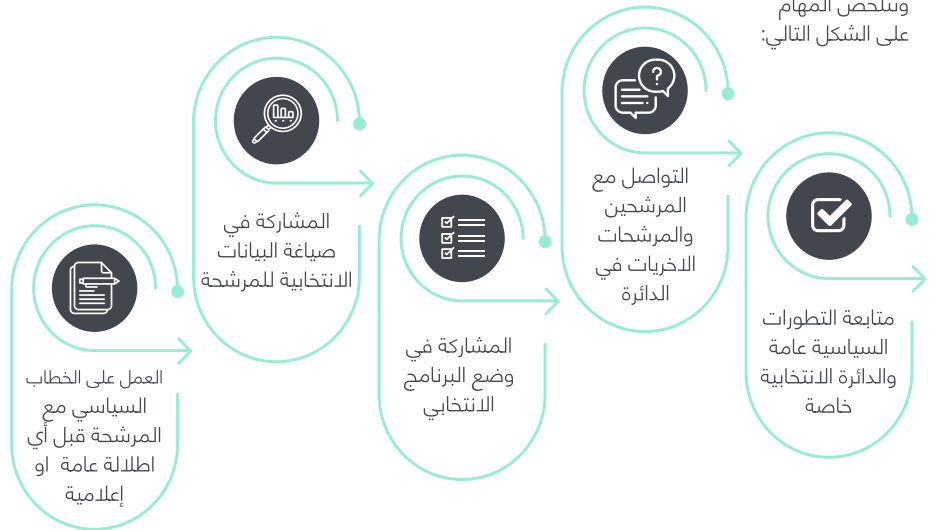 وتتلخص المهام
على الشكل التالي:
متابعة التطورات
السياسية عامة
والدائرة الانتخابية
خاصة
التواصل مع
المرشحين
والمرشحات
الاخريات في
الدائرة
المشاركة في
وضع البرنامج
الانتخابي
المشاركة في
صياغة البيانات
الانتخابية للمرشحة
العمل على الخطاب
السياسي مع
المرشحة قبل أي
اطلالة عامة او
إعلامية